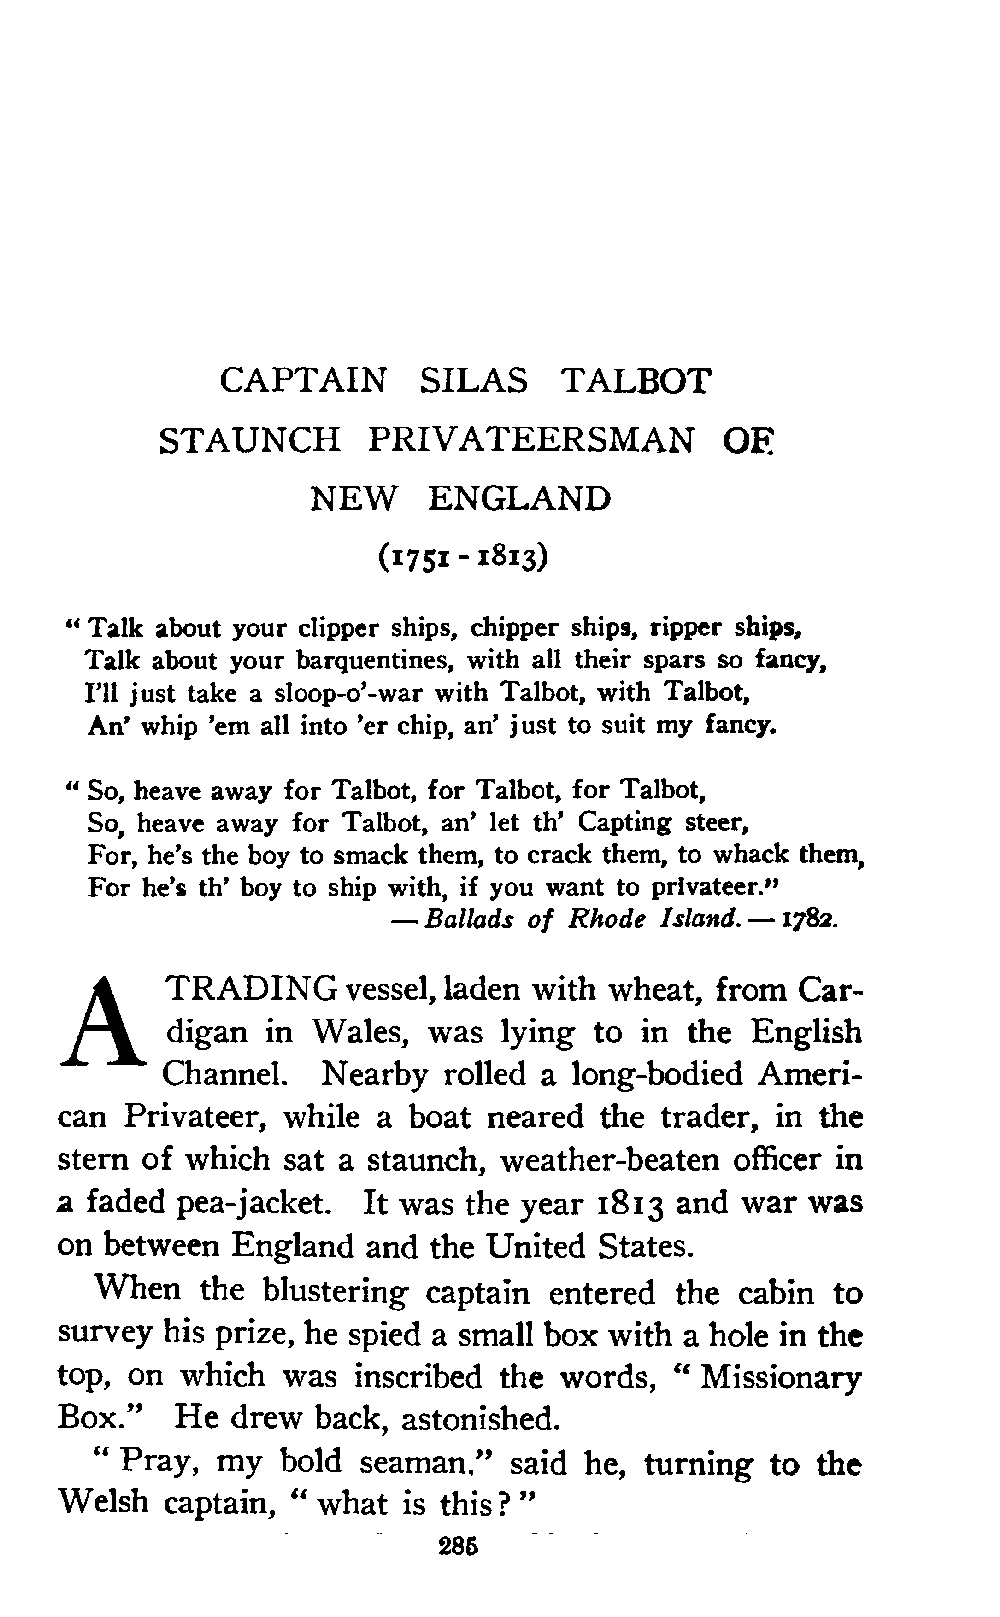 CAPTAIN SILAS TALBOT
STAUNCH PRIVATEERSMAN OF
NEW ENGLAND
(1751 - 1813)
“ Talk about your clipper ships, chipper ships, ripper ships,
Talk about your barquentines, with all their spars so fancy,
I’ll just take a sloop-o’-war with Talbot, with Talbot,
An’ whip ’em all into ’er chip, an’ just to suit my fancy.
“ So, heave away for Talbot, for Talbot, for Talbot,
So, heave away for Talbot, an’ let th’ Capting steer,
For, he’s the boy to smack them, to crack them, to whack them,
For he’s th’ boy to ship with, if you want to privateer.”
— Ballads of Rhode Island. — 1782.
A TRADING vessel, laden with wheat, from Car-
digan in Wales, was lying to in the English
Channel. Nearby rolled a long-bodied Ameri-
can Privateer, while a boat neared the trader, in the
stern of which sat a staunch, weather-beaten officer in
a faded pea-jacket. It was the year 1813 and war was
on between England and the United States.
When the blustering captain entered the cabin to
survey his prize, he spied a small box with a hole in the
top, on which was inscribed the words, “ Missionary
Box.” He drew back, astonished.
“ Pray, my bold seaman,” said he, turning to the
Welsh captain, “ what is this? ”
285